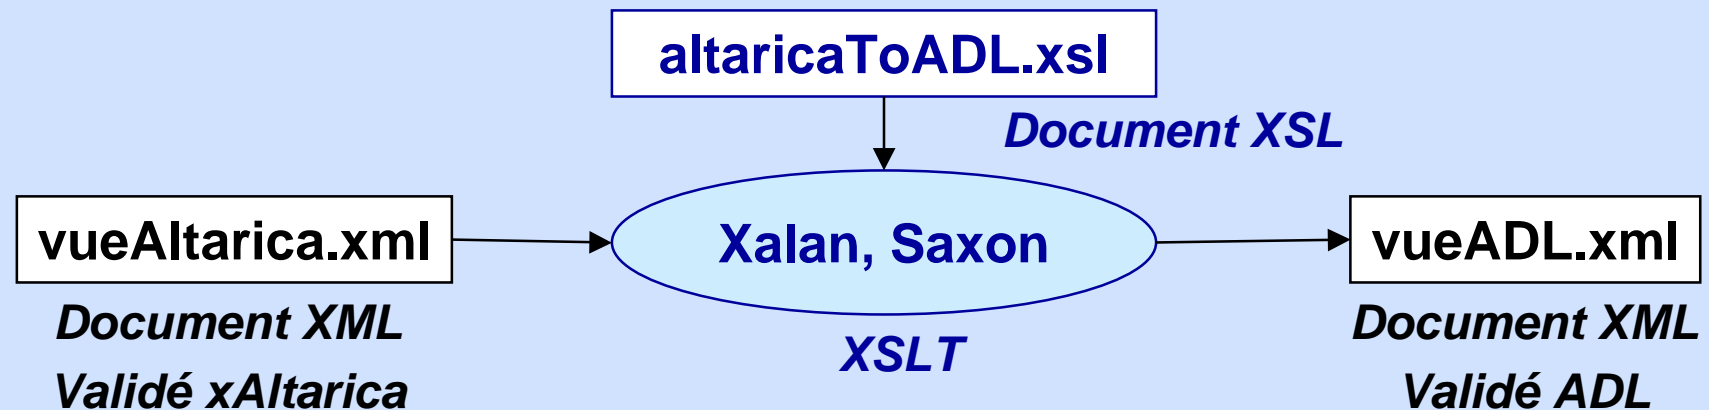 altaricaToADL.xsl
Document XSL
vueAltarica.xml
Xalan, Saxon
vueADL.xml
Document XML
Validé xAltarica
XSLT
Document XML
Validé ADL